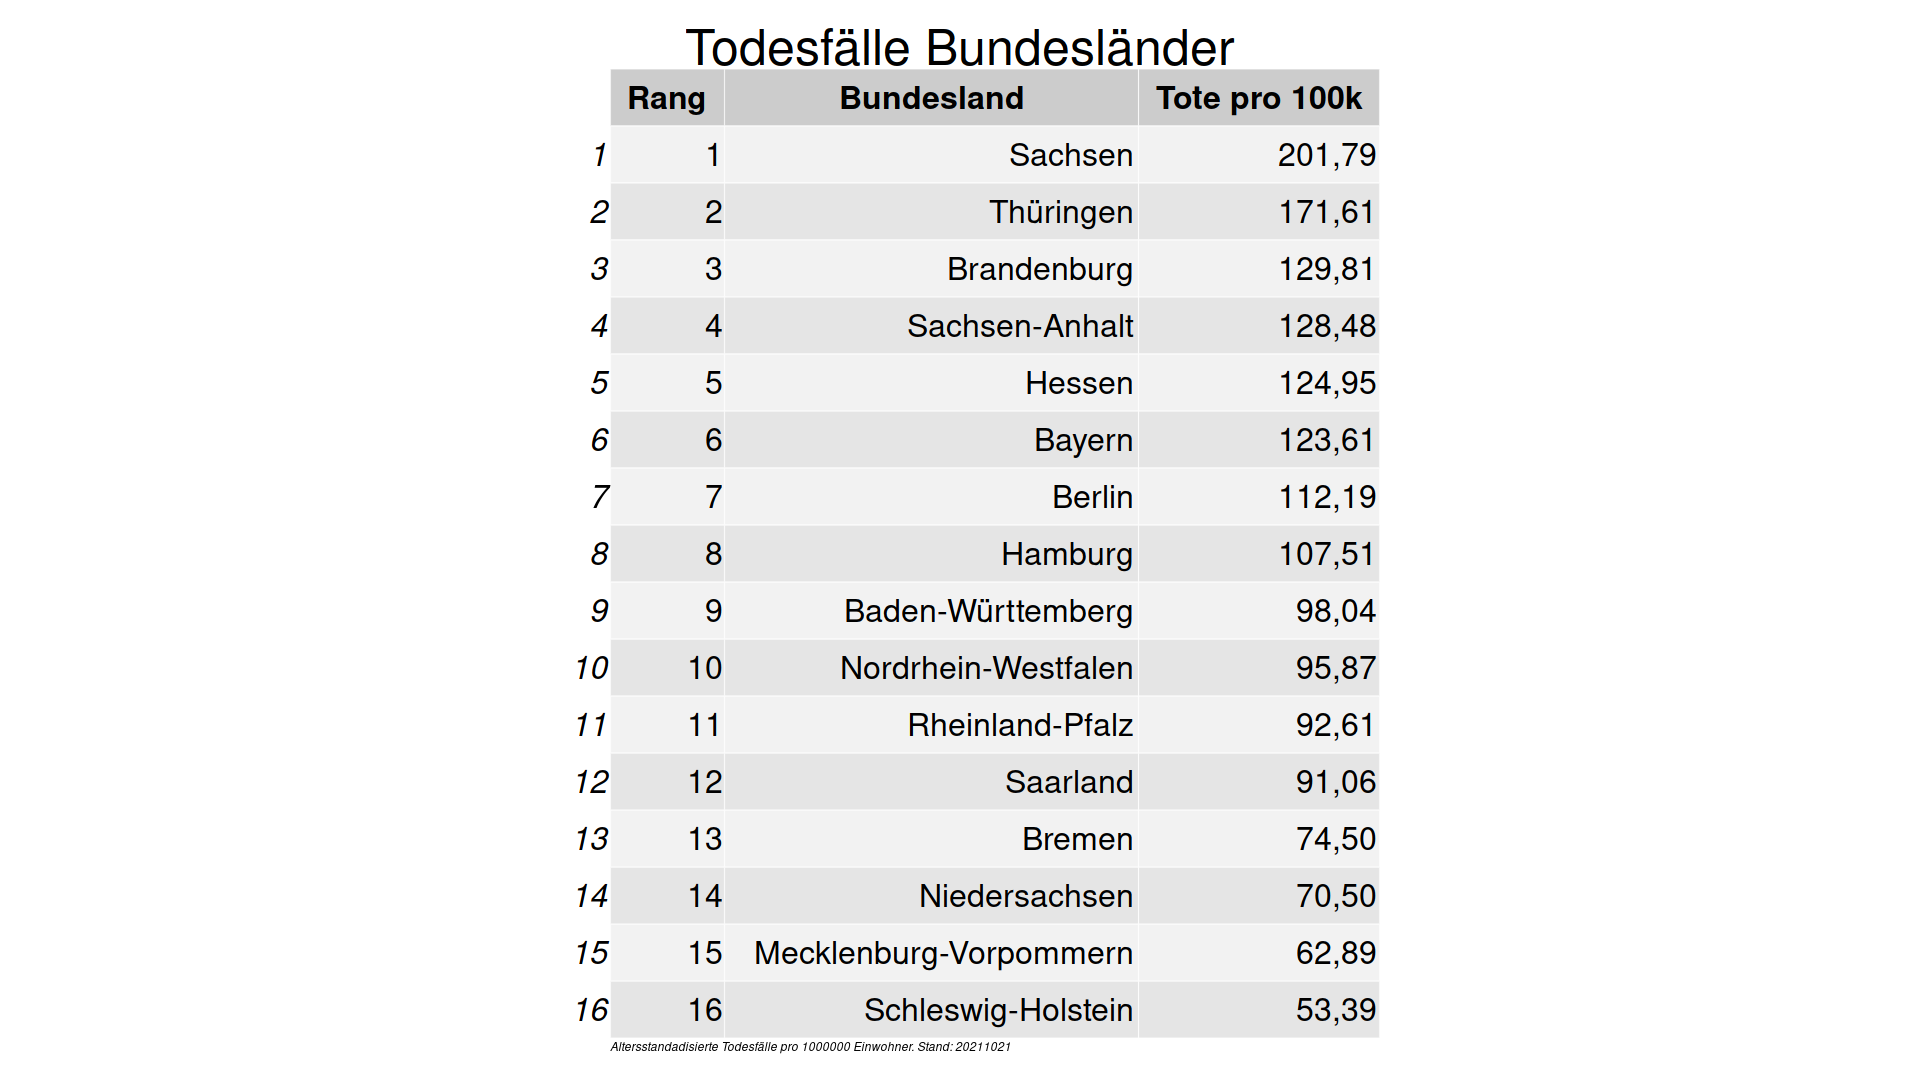 Todesfälle Bundesländer
Rang Bundesland Tote pro 100k
1 1 Sachsen 201,79
2 2 Thüringen 171,61
3 3 Brandenburg 129,81
4 4 Sachsen-Anhalt 128,48
5 5 Hessen 124,95
6 6 Bayern 123,61
7 7 Berlin 112,19
8 8 Hamburg 107,51
9 9 Baden-Württemberg 98,04
10 10 Nordrhein-Westfalen 95,87
11 11 Rheinland-Pfalz 92,61
12 12 Saarland 91,06
13 13 Bremen 74,50
14 14 Niedersachsen 70,50
15 15 Mecklenburg-Vorpommern 62,89
16 16 Schleswig-Holstein 53,39
Altersstandadisierte Todesfälle pro 1000000 Einwohner. Stand: 20211021